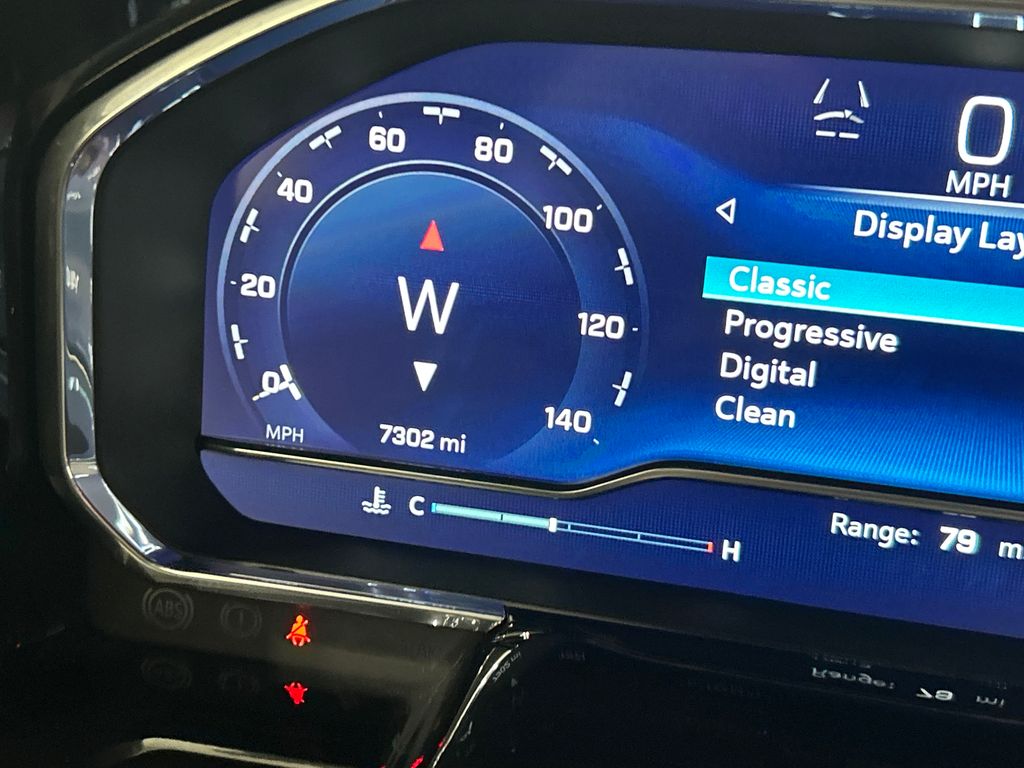 60
80
40
100
20
120
0
140
MPH
W
7302 mi
0
MPH
Display Lay
Classic
Progressive
Digital
Clean
C
H
Range: 79 m
ABS